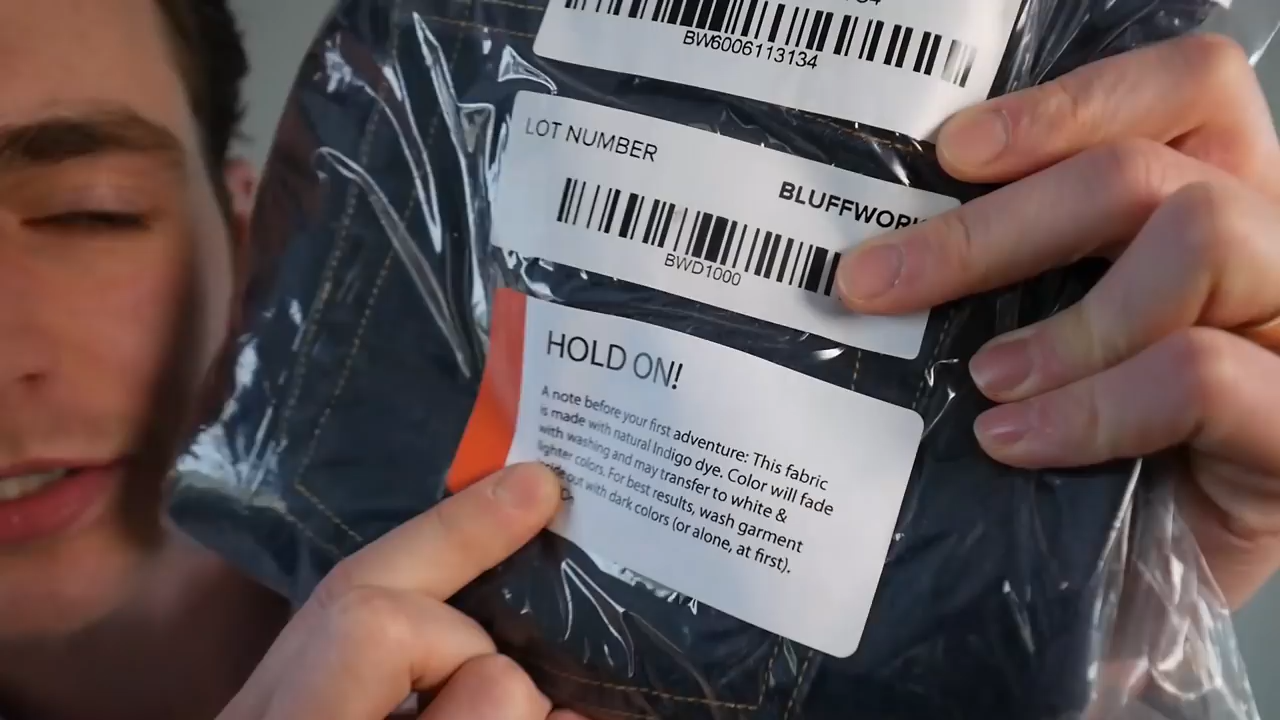 BW6006113134
LOT NUMBER
BLUFFWOR
BWD1000
HOLD ON!
A note before your first adventure: This fabric
is made with natural Indigo dye. Color will fade
with washing and may transfer to white &
lighter colors. For best results, wash garment
out with dark colors (or alone, at first).